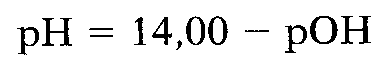 pH = 14,00 − pOH